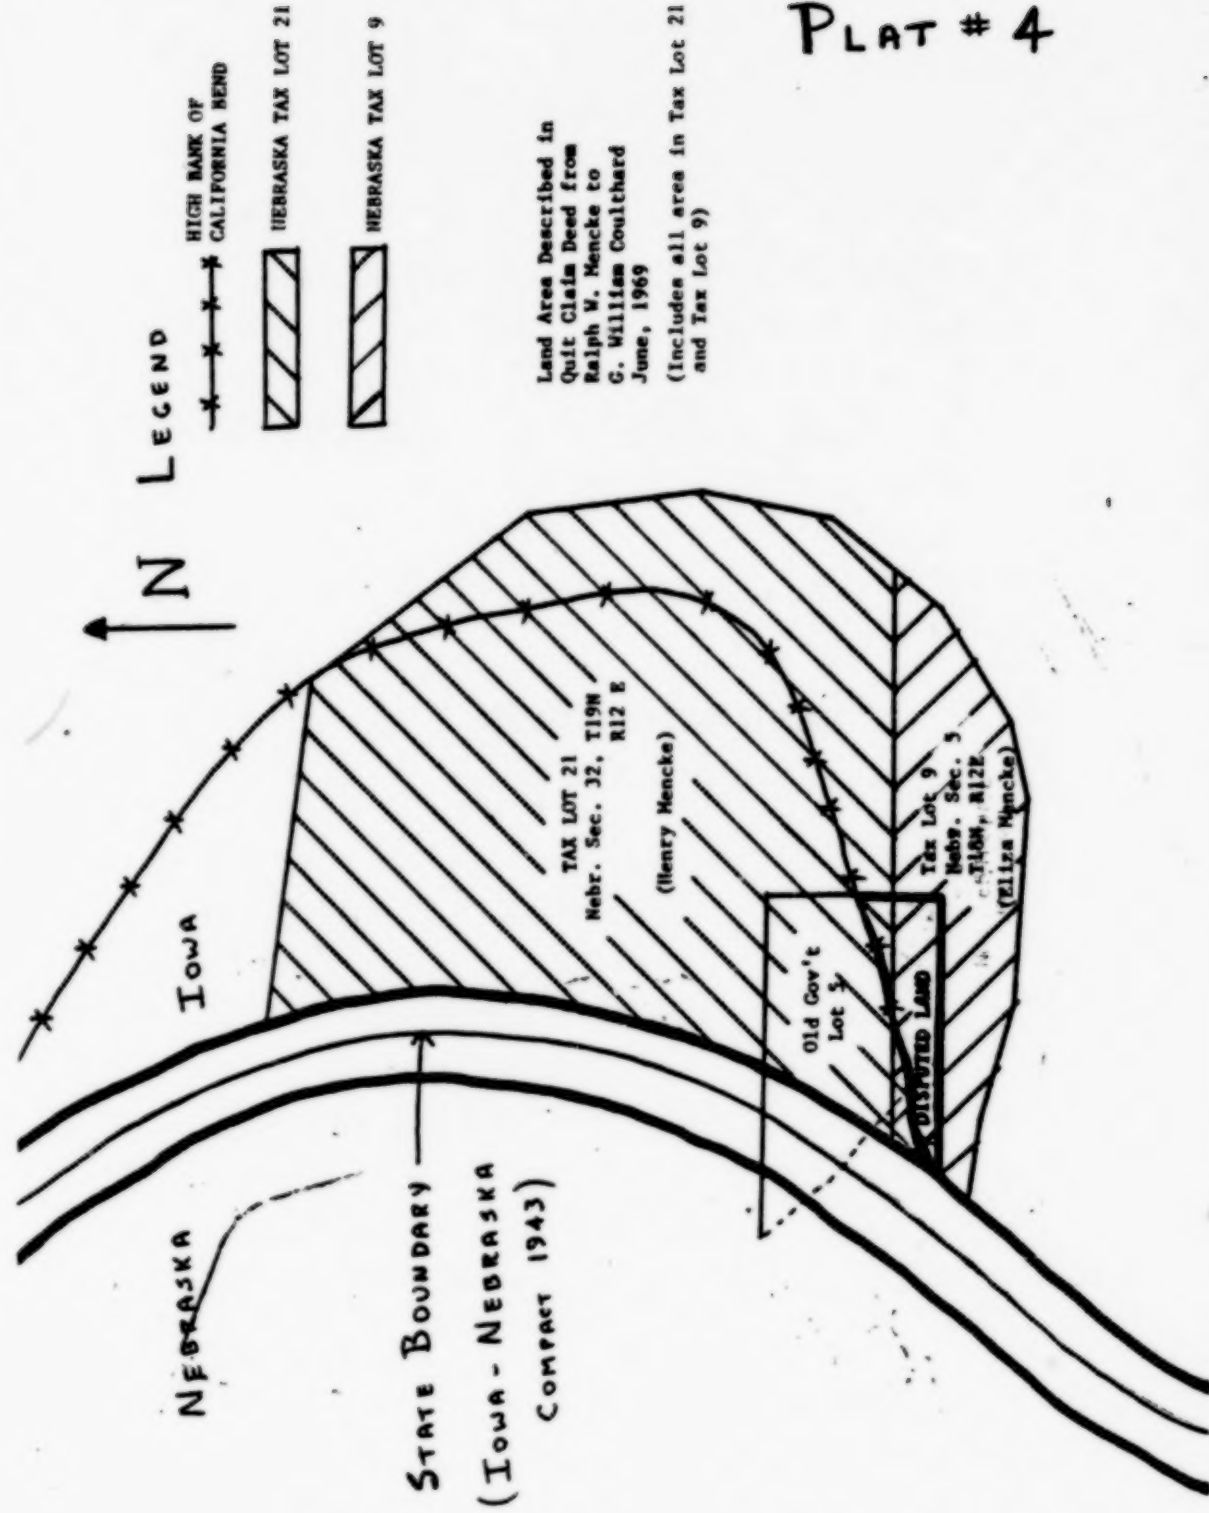 PLAT # 4
N
LEGEND
HIGH BANK OF
CALIFORNIA BEND
NEBRASKA TAX LOT 21
NEBRASKA TAX LOT 9
Land Area Described in
Quit Claim Deed from
Ralph W. Mencke to
G. William Coulthard
June, 1969
(Includes all area in Tax Lot 21
and Tax Lot 9)
IOWA
NEBRASKA
STATE BOUNDARY
(IOWA - NEBRASKA
COMPACT 1943)
TAX LOT 21
Nebr. Sec. 32, T19N
R12 E
(Henry Mencke)
Old Gov't
Lot 5
DISPUTED LAND
Tax Lot 9
Nebr. Sec. 5
T18N, R12E
(Eliza Mencke)